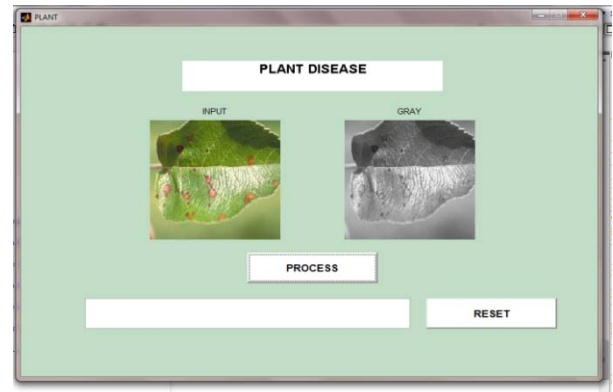 PLANT
PLANT DISEASE
INPUT
GRAY
PROCESS
RESET